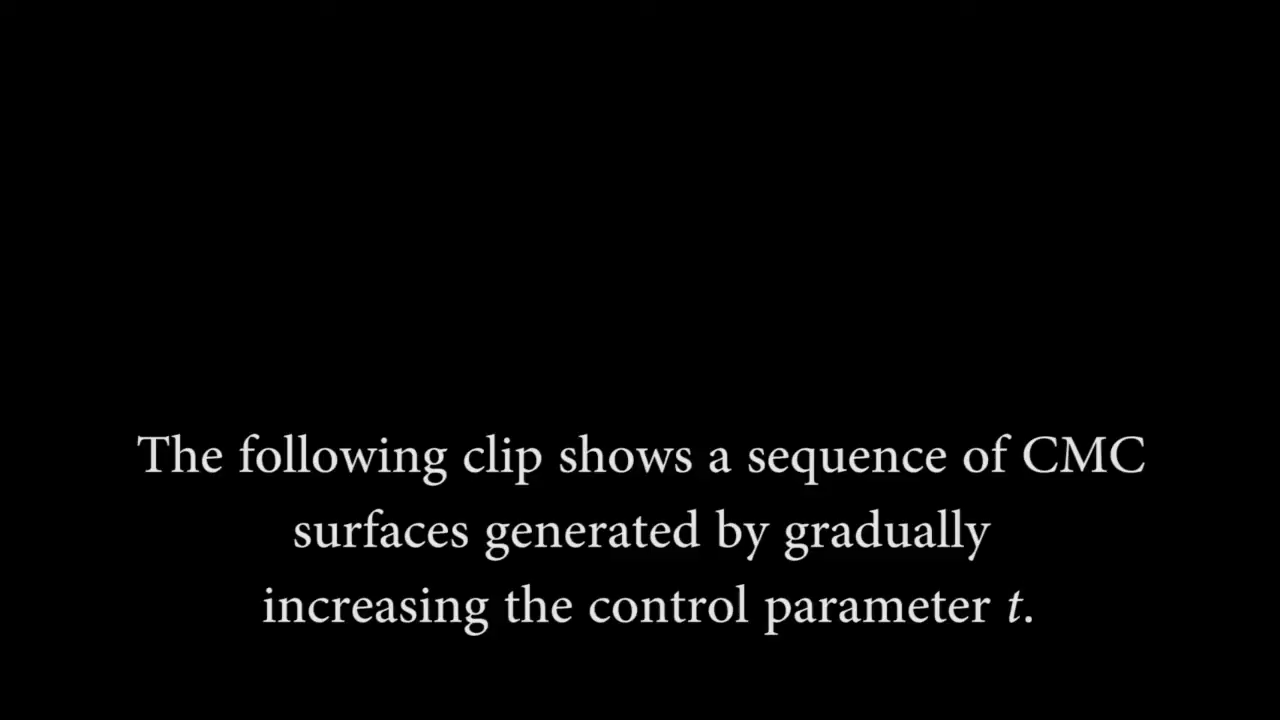 The following clip shows a sequence of CMC
surfaces generated by gradually
increasing the control parameter t.